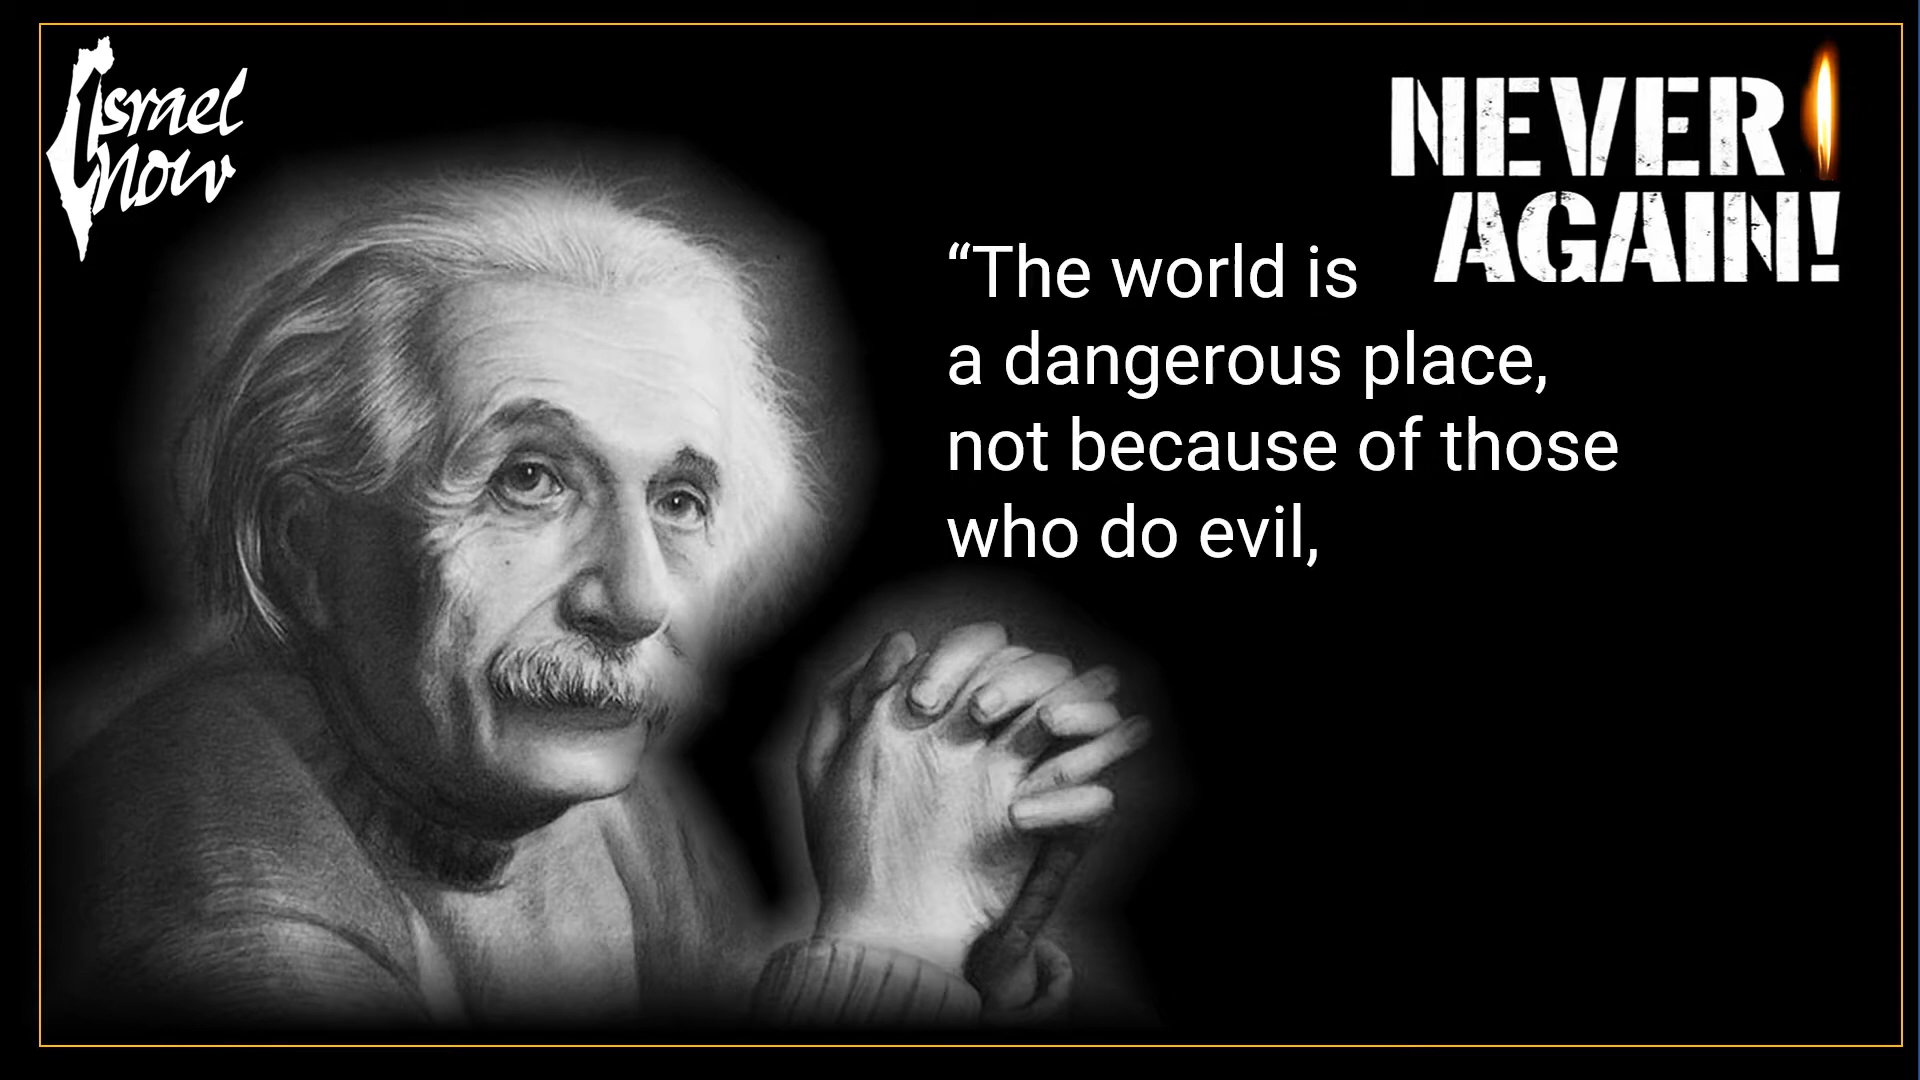 Israel
now
NEVER
AGAIN!
“The world is
a dangerous place,
not because of those
who do evil,